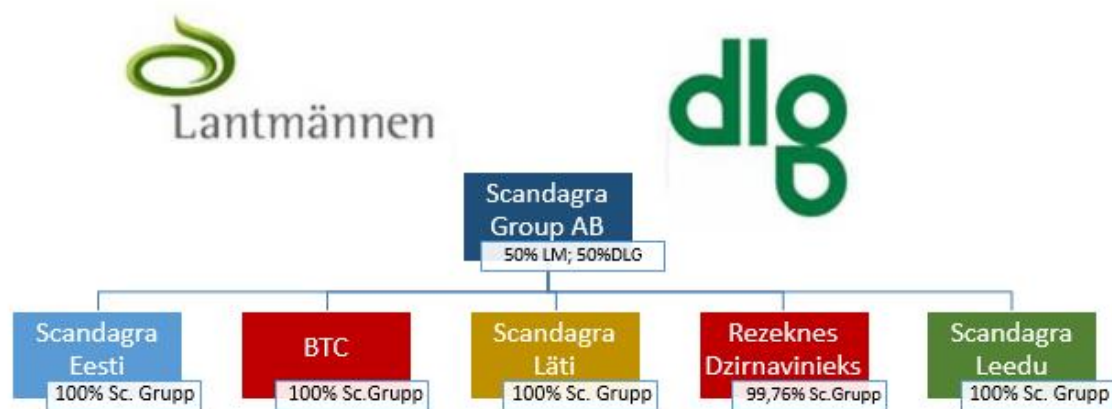 Lantmännen
dlg
Scandagra
Group AB
50% LM; 50%DLG
Scandagra
Eesti
100% Sc. Grupp
BTC
100% Sc.Grupp
Scandagra
Läti
100% Sc. Grupp
Rezeknes
Dzirnavinieks
99,76% Sc.Grupp
Scandagra
Leedu
100% Sc. Grupp